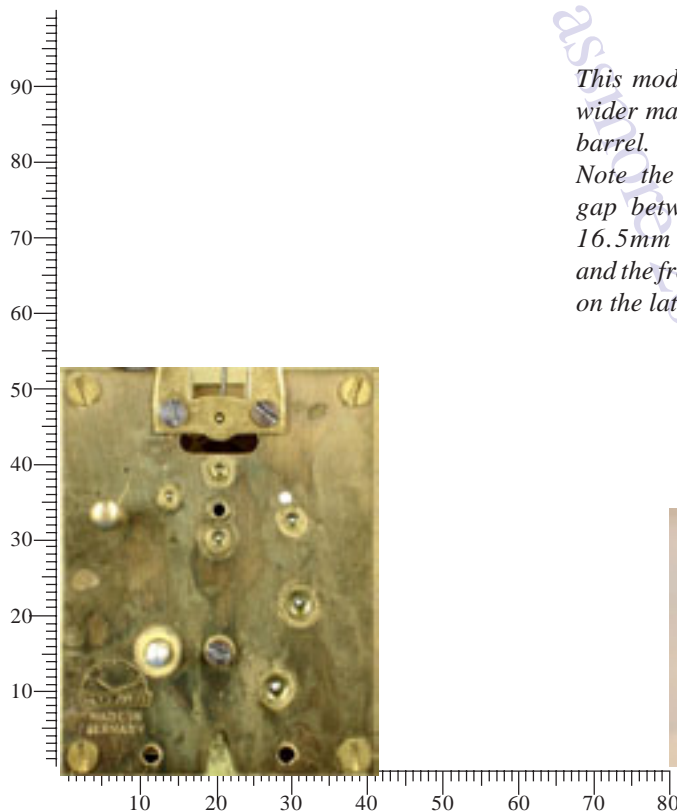 This mod
wider ma
barrel.
Note the
gap betw
16.5mm
and the fr
on the lat
assmore
90
80
70
60
50
40
30
20
10
MADE IN
GERMANY
10 20 30 40 50 60 70 80